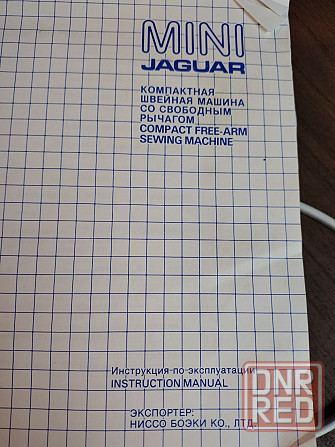 MINI
JAGUAR
КОМПАКТНАЯ
ШВЕЙНАЯ МАШИНА
СО СВОБОДНЫМ
РЫЧАГОМ
COMPACT FREE-ARM
SEWING MACHINE
Инструкция-по-эксплуатации
INSTRUCTION MANUAL
ЭКСПОРТЕР:
НИССО БОЭКИ КО., ЛТД.
DNR
RED